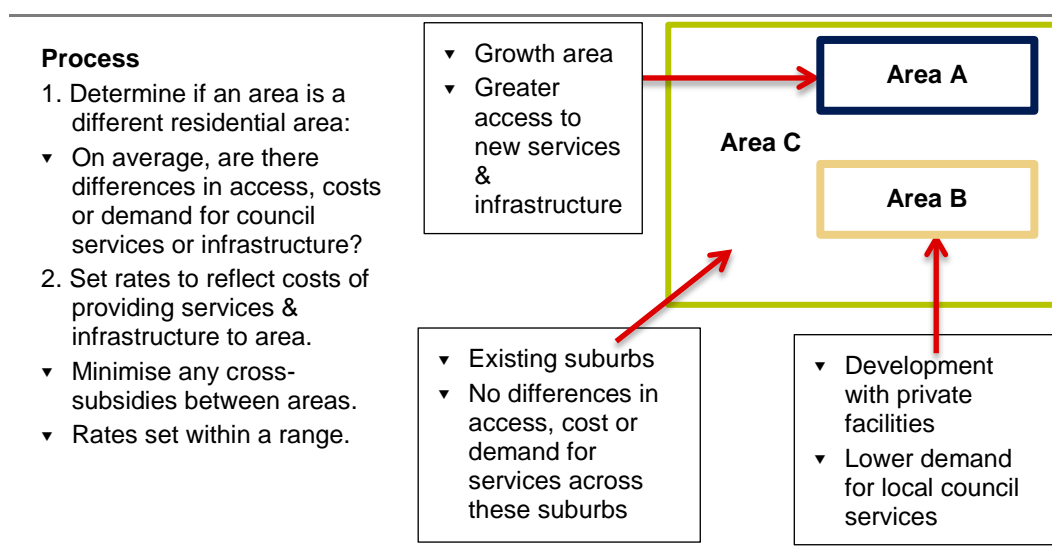 Process
1. Determine if an area is a
different residential area:
▾ On average, are there
differences in access, costs
or demand for council
services or infrastructure?
2. Set rates to reflect costs of
providing services &
infrastructure to area.
▾ Minimise any cross-
subsidies between areas.
▾ Rates set within a range.
▾ Growth area
▾ Greater
access to
new services
&
infrastructure
Area A
Area C
Area B
▾ Existing suburbs
▾ No differences in
access, cost or
demand for
services across
these suburbs
▾ Development
with private
facilities
▾ Lower demand
for local council
services